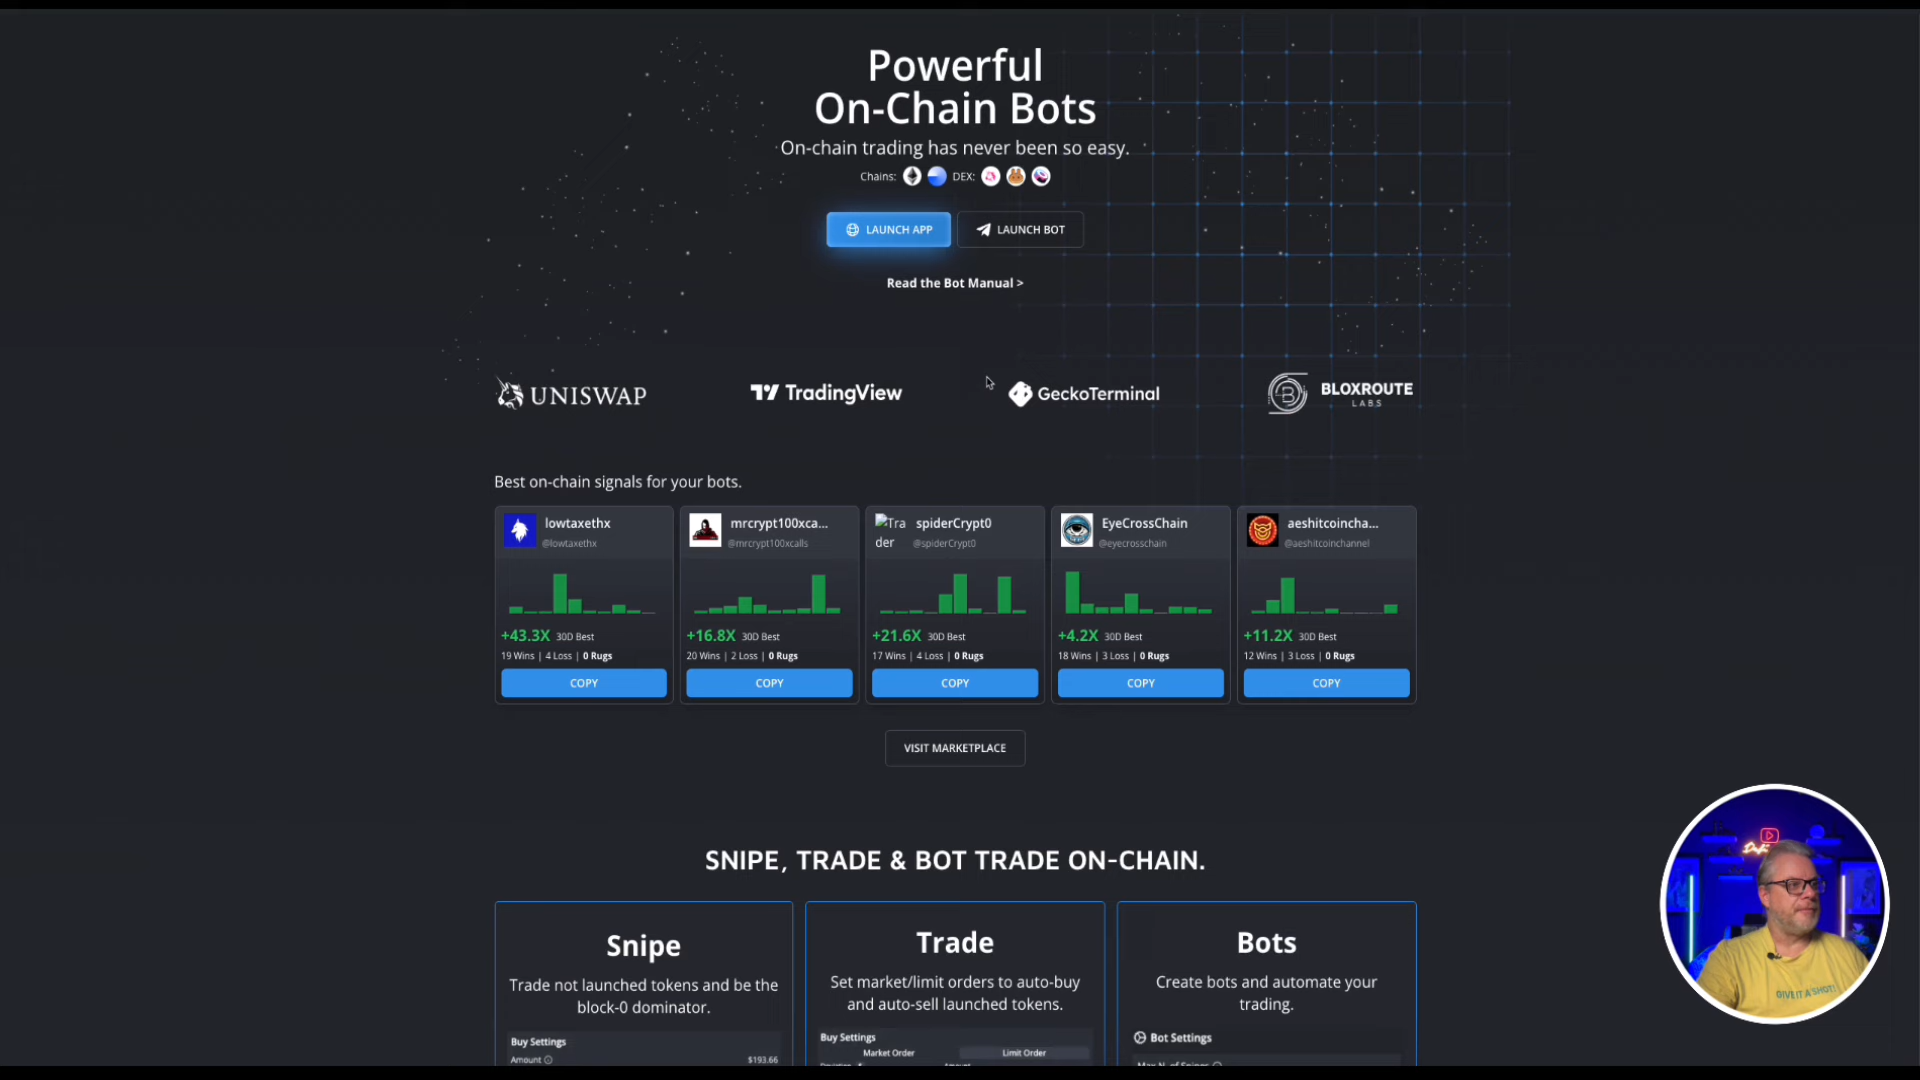 Powerful
On-Chain Bots
On-chain trading has never been so easy.
Chains: DEX:
LAUNCH APP LAUNCH BOT
Read the Bot Manual >
UNISWAP TradingView GeckoTerminal BLOXROUTE
LABS
Best on-chain signals for your bots.
lowtaxethx mrcrypt100xca... Tra spiderCrypt0 EyeCrossChain aeshitcoincha...
@lowtaxethx @mrcrypt100xcalls der @spiderCrypt0 @eyecrosschain @aeshitcoinchannel
+43.3X 30D Best +16.8X 30D Best +21.6X 30D Best +4.2X 30D Best +11.2X 30D Best
19 Wins | 4 Loss | 0 Rugs 20 Wins | 2 Loss | 0 Rugs 17 Wins | 4 Loss | 0 Rugs 18 Wins | 3 Loss | 0 Rugs 12 Wins | 3 Loss | 0 Rugs
COPY COPY COPY COPY COPY
VISIT MARKETPLACE
SNIPE, TRADE & BOT TRADE ON-CHAIN.
Snipe Trade Bots
Trade not launched tokens and be the Set market/limit orders to auto-buy Create bots and automate your
block-0 dominator. and auto-sell launched tokens. trading.
Buy Settings Buy Settings Bot Settings
Amount $193.66 Market Order Limit Order
GIVE IT A SHOT!